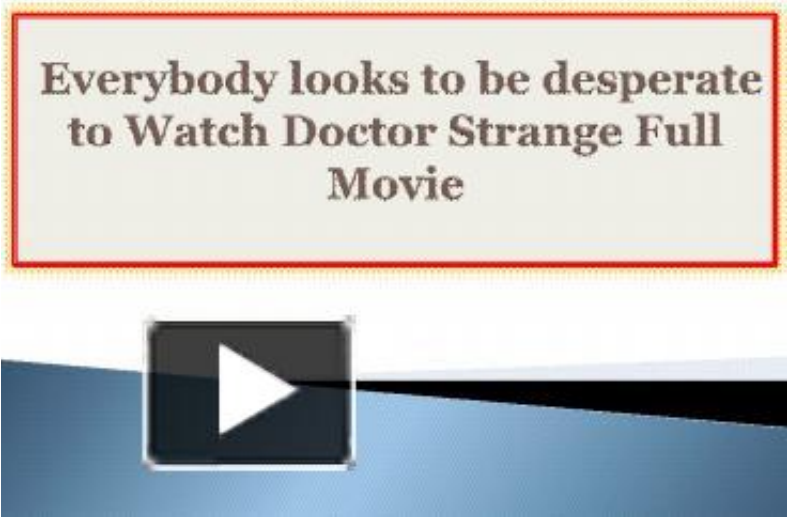 Everybody looks to be desperate
to Watch Doctor Strange Full
Movie